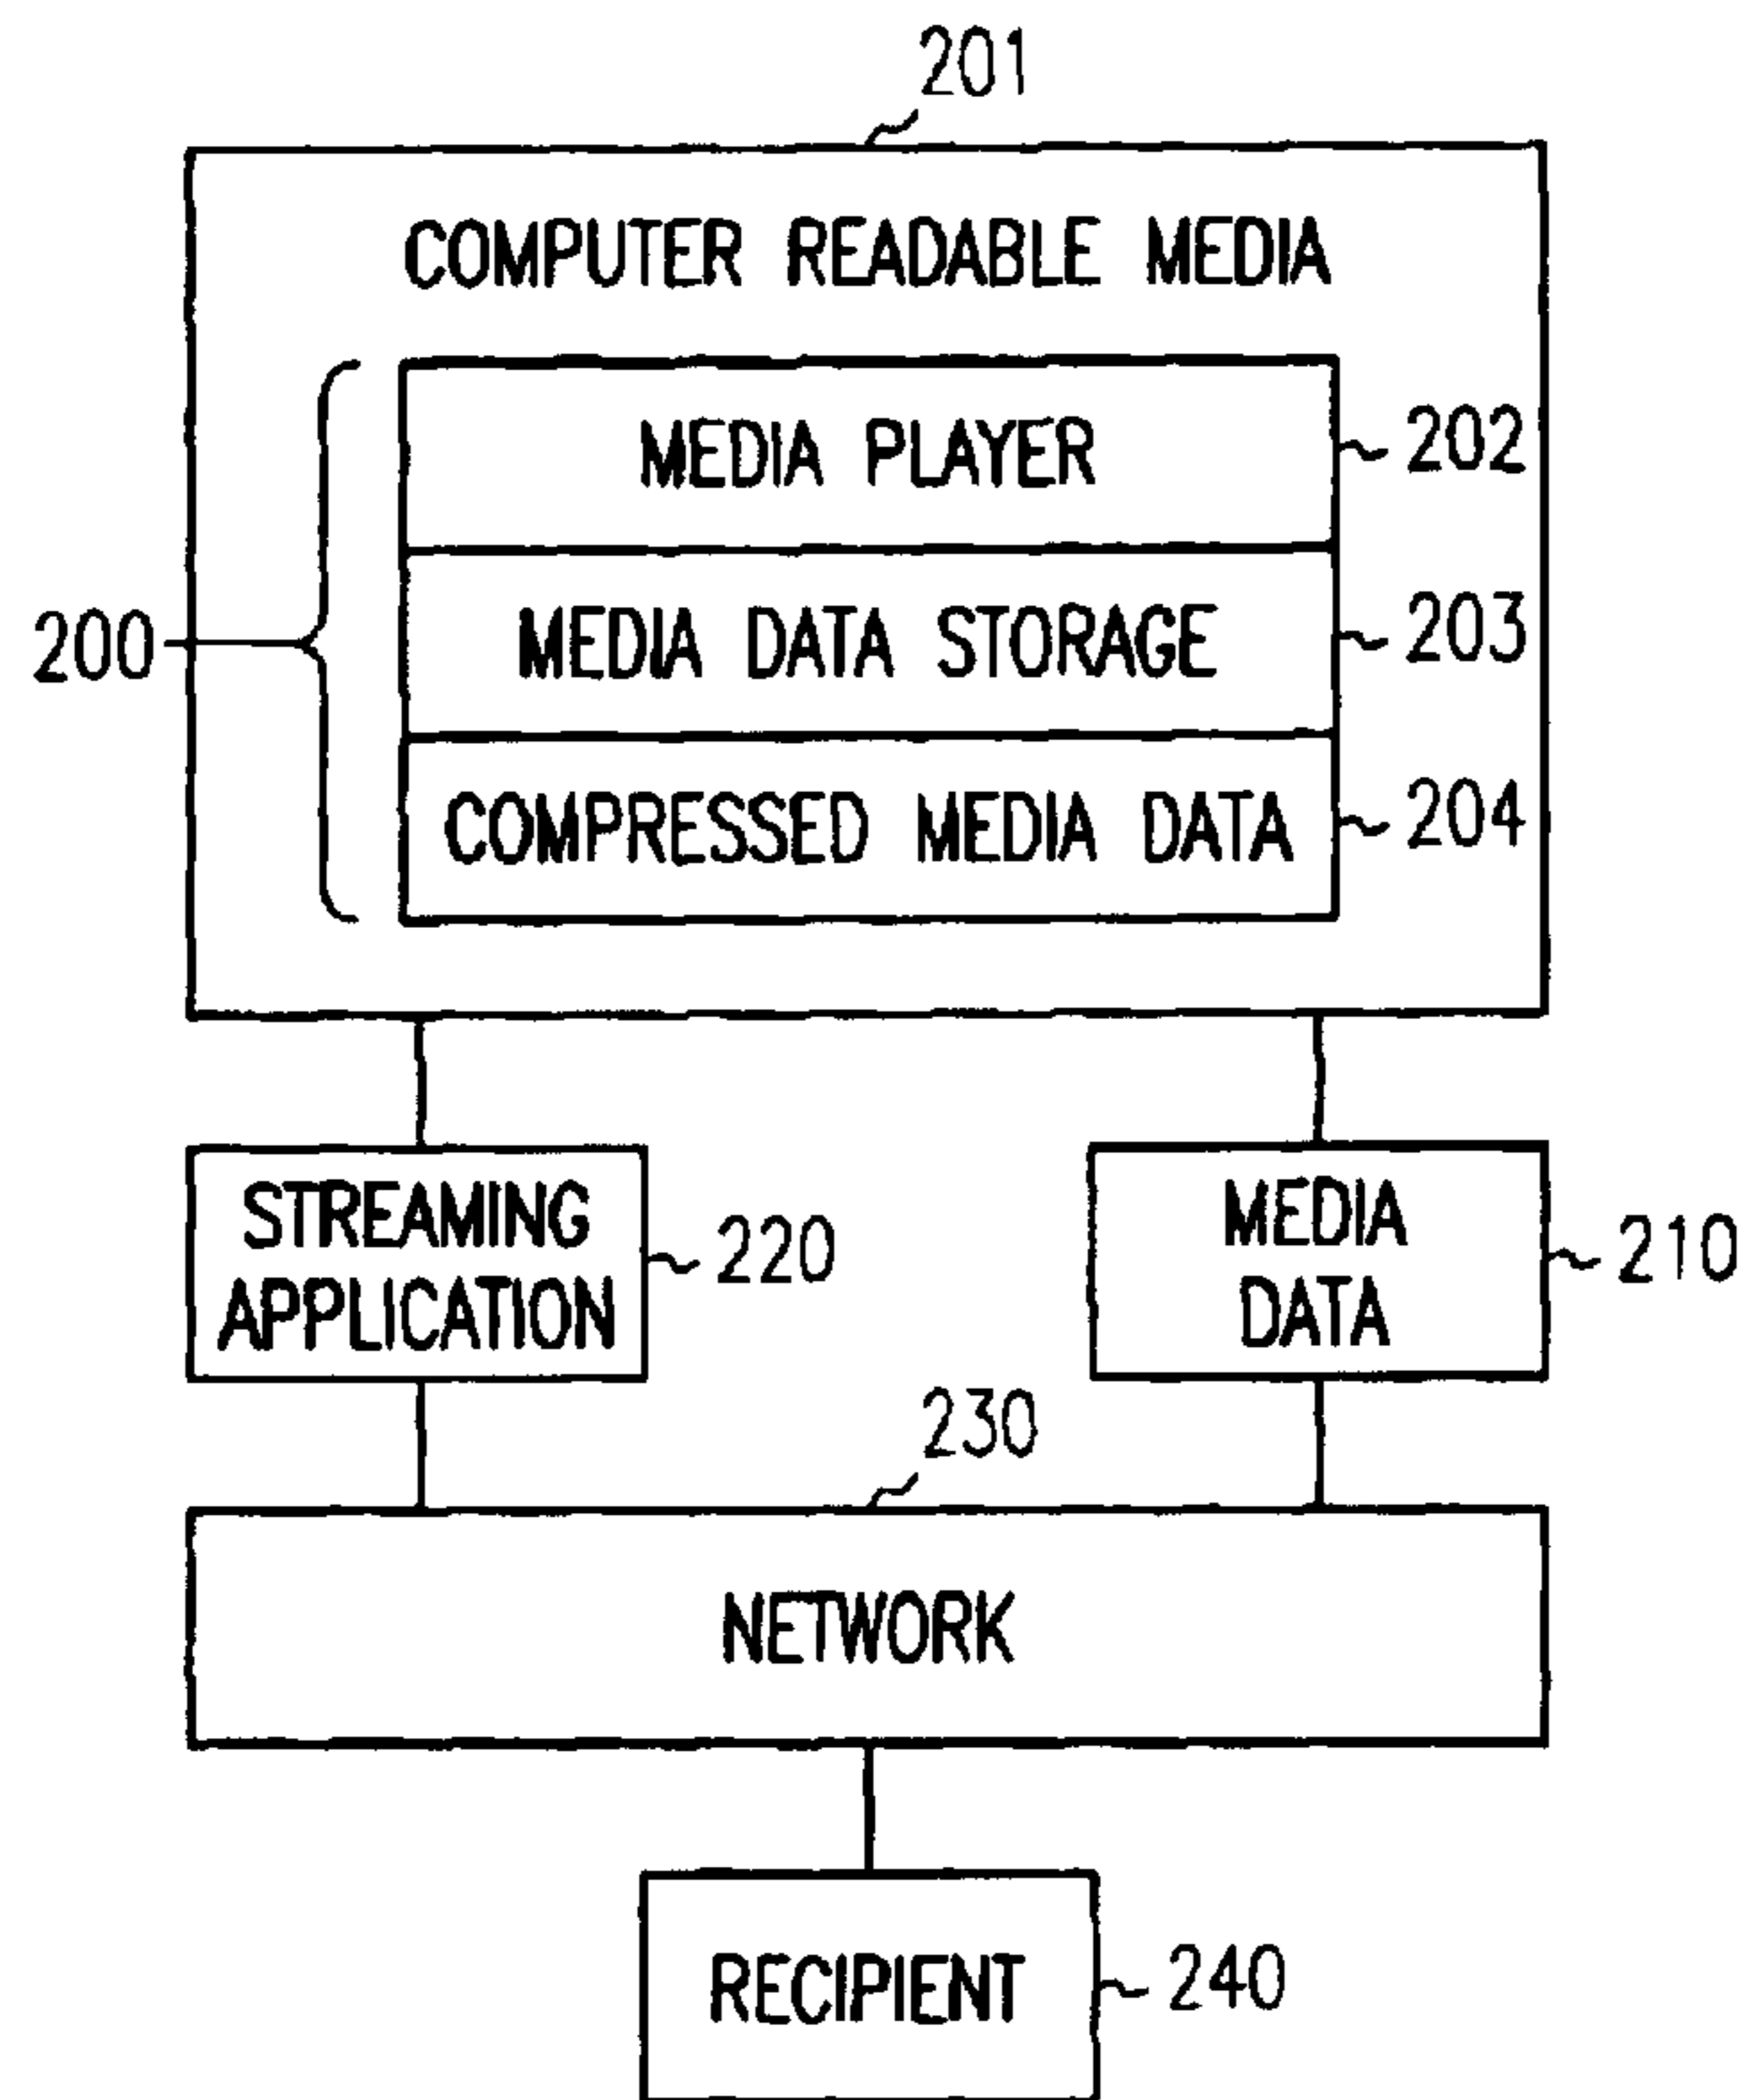 201
COMPUTER READABLE MEDIA
MEDIA PLAYER
202
200
MEDIA DATA STORAGE
203
COMPRESSED MEDIA DATA
204
STREAMING
APPLICATION
220
MEDIA
DATA
210
230
NETWORK
RECIPIENT
240